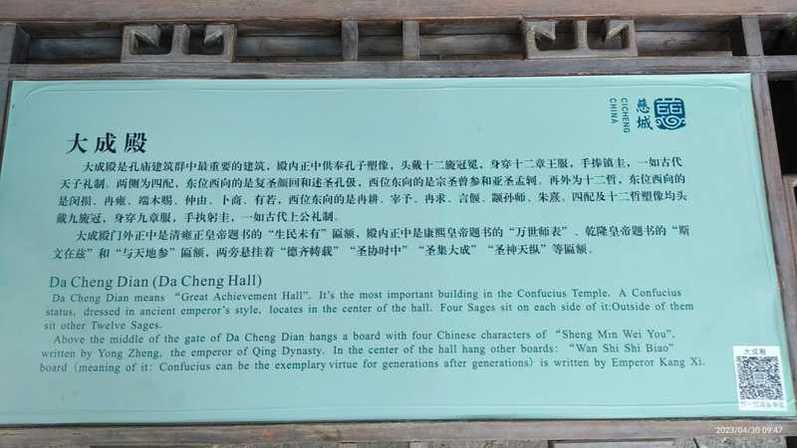 慈城
CICHENG
CHINA
大成殿
大成殿是孔庙建筑群中最重要的建筑，殿内正中供奉孔子塑像，头戴十二旒冠冕，身穿十二章王服，手捧镇圭，一如古代
天子礼制。两侧为四配，东位西向的是复圣颜回和述圣孔伋，西位东向的是宗圣曾参和亚圣孟轲。再外为十二哲，东位西向的
是闵损、冉雍、端木赐、仲由、卜商、有若，西位东向的是冉耕、宰予、冉求、言偃、颛孙师、朱熹。四配及十二哲塑像均头
戴九旒冠，身穿九章服，手执躬圭，一如古代上公礼制。
大成殿门外正中是清雍正皇帝题书的“生民未有”匾额，殿内正中是康熙皇帝题书的“万世师表”、乾隆皇帝题书的“斯
文在兹”和“与天地参”匾额，两旁悬挂着“德齐帱载”“圣协时中”“圣集大成”“圣神天纵”等匾额。
Da Cheng Dian (Da Cheng Hall)
Da Cheng Dian means “Great Achievement Hall”. It's the most important building in the Confucius Temple. A Confucius
status, dressed in ancient emperor's style, locates in the center of the hall. Four Sages sit on each side of it:Outside of them
sit other Twelve Sages.
Above the middle of the gate of Da Cheng Dian hangs a board with four Chinese characters of “Sheng Min Wei You”,
written by Yong Zheng, the emperor of Qing Dynasty. In the center of the hall hang other boards: “Wan Shi Shi Biao”
board (meaning of it: Confucius can be the exemplary virtue for generations after generations) is written by Emperor Kang Xi.
大成殿
2023/04/30 09:47